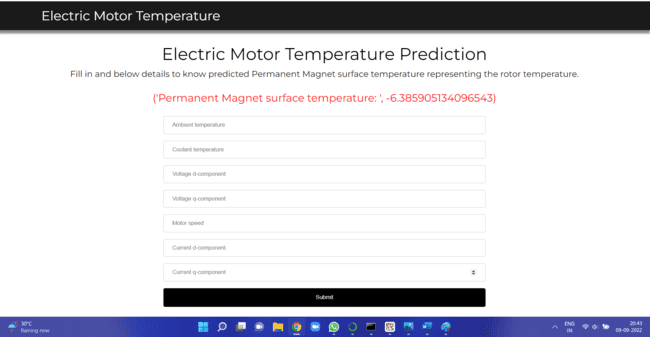 Electric Motor Temperature
Electric Motor Temperature Prediction
Fill in and below details to know predicted Permanent Magnet surface temperature representing the rotor temperature.
('Permanent Magnet surface temperature: ', -6.385905134096543)
Ambient temperature
Coolant temperature
Voltage d-component
Voltage q-component
Motor speed
Current d-component
Current q-component
Submit
30°C
Raining now
ENG
IN
20:43
09-09-2022